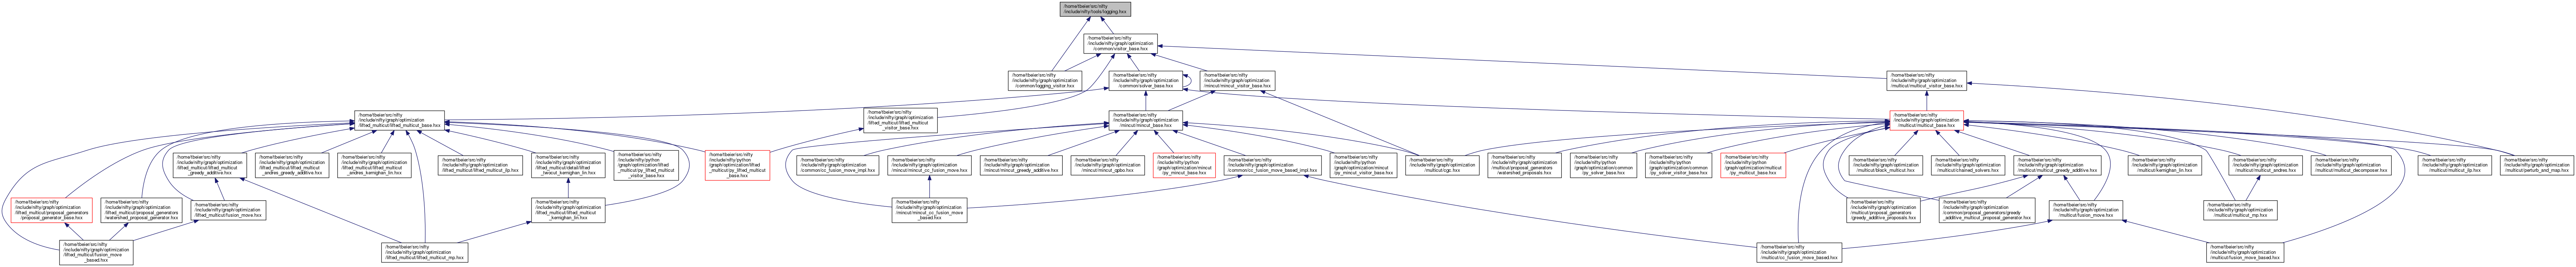 /home/tbeier/src/nifty
/include/nifty/tools/logging.hxx
/home/tbeier/src/nifty
/include/nifty/graph/optimization
/common/visitor_base.hxx
/home/tbeier/src/nifty
/include/nifty/graph/optimization
/common/logging_visitor.hxx
/home/tbeier/src/nifty
/include/nifty/graph/optimization
/common/solver_base.hxx
/home/tbeier/src/nifty
/include/nifty/graph/optimization
/mincut/mincut_visitor_base.hxx
/home/tbeier/src/nifty
/include/nifty/graph/optimization
/multicut/multicut_visitor_base.hxx
/home/tbeier/src/nifty
/include/nifty/graph/optimization
/lifted_multicut/lifted_multicut_base.hxx
/home/tbeier/src/nifty
/include/nifty/graph/optimization
/lifted_multicut/lifted_multicut
_visitor_base.hxx
/home/tbeier/src/nifty
/include/nifty/graph/optimization
/mincut/mincut_base.hxx
/home/tbeier/src/nifty
/include/nifty/graph/optimization
/multicut/multicut_base.hxx
/home/tbeier/src/nifty
/include/nifty/graph/optimization
/lifted_multicut/lifted_multicut
_greedy_additive.hxx
/home/tbeier/src/nifty
/include/nifty/graph/optimization
/lifted_multicut/lifted_multicut
_andres_greedy_additive.hxx
/home/tbeier/src/nifty
/include/nifty/graph/optimization
/lifted_multicut/lifted_multicut
_andres_kernighan_lin.hxx
/home/tbeier/src/nifty
/include/nifty/graph/optimization
/lifted_multicut/lifted_multicut_ilp.hxx
/home/tbeier/src/nifty
/include/nifty/graph/optimization
/lifted_multicut/detail/lifted
_twocut_kernighan_lin.hxx
/home/tbeier/src/nifty
/include/nifty/python
/graph/optimization/lifted
_multicut/py_lifted_multicut
_visitor_base.hxx
/home/tbeier/src/nifty
/include/nifty/python
/graph/optimization/lifted
_multicut/py_lifted_multicut
_base.hxx
/home/tbeier/src/nifty
/include/nifty/graph/optimization
/common/cc_fusion_move_impl.hxx
/home/tbeier/src/nifty
/include/nifty/graph/optimization
/mincut/mincut_cc_fusion_move.hxx
/home/tbeier/src/nifty
/include/nifty/graph/optimization
/mincut/mincut_greedy_additive.hxx
/home/tbeier/src/nifty
/include/nifty/graph/optimization
/mincut/mincut_qpbo.hxx
/home/tbeier/src/nifty
/include/nifty/python
/graph/optimization/mincut
/py_mincut_base.hxx
/home/tbeier/src/nifty
/include/nifty/graph/optimization
/common/cc_fusion_move_based_impl.hxx
/home/tbeier/src/nifty
/include/nifty/python
/graph/optimization/mincut
/py_mincut_visitor_base.hxx
/home/tbeier/src/nifty
/include/nifty/graph/optimization
/multicut/cgc.hxx
/home/tbeier/src/nifty
/include/nifty/graph/optimization
/common/proposal_generators
/watershed_proposals.hxx
/home/tbeier/src/nifty
/include/nifty/python
/graph/optimization/common
/py_solver_base.hxx
/home/tbeier/src/nifty
/include/nifty/python
/graph/optimization/common
/py_solver_visitor_base.hxx
/home/tbeier/src/nifty
/include/nifty/python
/graph/optimization/multicut
/py_multicut_base.hxx
/home/tbeier/src/nifty
/include/nifty/graph/optimization
/multicut/block_multicut.hxx
/home/tbeier/src/nifty
/include/nifty/graph/optimization
/multicut/chained_solvers.hxx
/home/tbeier/src/nifty
/include/nifty/graph/optimization
/multicut/multicut_greedy_additive.hxx
/home/tbeier/src/nifty
/include/nifty/graph/optimization
/multicut/kernighan_lin.hxx
/home/tbeier/src/nifty
/include/nifty/graph/optimization
/multicut/multicut_andres.hxx
/home/tbeier/src/nifty
/include/nifty/graph/optimization
/multicut/multicut_decomposer.hxx
/home/tbeier/src/nifty
/include/nifty/graph/optimization
/multicut/multicut_ilp.hxx
/home/tbeier/src/nifty
/include/nifty/graph/optimization
/multicut/perturb_and_map.hxx
/home/tbeier/src/nifty
/include/nifty/graph/optimization
/lifted_multicut/proposal_generators
/proposal_generator_base.hxx
/home/tbeier/src/nifty
/include/nifty/graph/optimization
/lifted_multicut/proposal_generators
/watershed_proposal_generator.hxx
/home/tbeier/src/nifty
/include/nifty/graph/optimization
/lifted_multicut/fusion_move.hxx
/home/tbeier/src/nifty
/include/nifty/graph/optimization
/lifted_multicut/lifted_multicut
_kernighan_lin.hxx
/home/tbeier/src/nifty
/include/nifty/graph/optimization
/mincut/mincut_cc_fusion_move
_based.hxx
/home/tbeier/src/nifty
/include/nifty/graph/optimization
/multicut/proposal_generators
/greedy_additive_proposals.hxx
/home/tbeier/src/nifty
/include/nifty/graph/optimization
/common/proposal_generators/greedy
_additive_multicut_proposal_generator.hxx
/home/tbeier/src/nifty
/include/nifty/graph/optimization
/multicut/fusion_move.hxx
/home/tbeier/src/nifty
/include/nifty/graph/optimization
/multicut/multicut_mp.hxx
/home/tbeier/src/nifty
/include/nifty/graph/optimization
/lifted_multicut/fusion_move
_based.hxx
/home/tbeier/src/nifty
/include/nifty/graph/optimization
/lifted_multicut/lifted_multicut_mp.hxx
/home/tbeier/src/nifty
/include/nifty/graph/optimization
/multicut/cc_fusion_move_based.hxx
/home/tbeier/src/nifty
/include/nifty/graph/optimization
/multicut/fusion_move_based.hxx